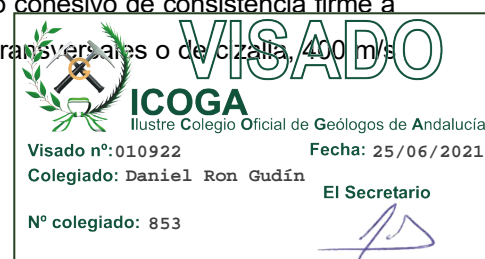 o cohesivo de consistencia firme a
transversales o de cizalla, 400 m/s
VISADO
ICOGA
Ilustre Colegio Oficial de Geólogos de Andalucía
Visado nº: 010922 Fecha: 25/06/2021
Colegiado: Daniel Ron Gudín
El Secretario
Nº colegiado: 853